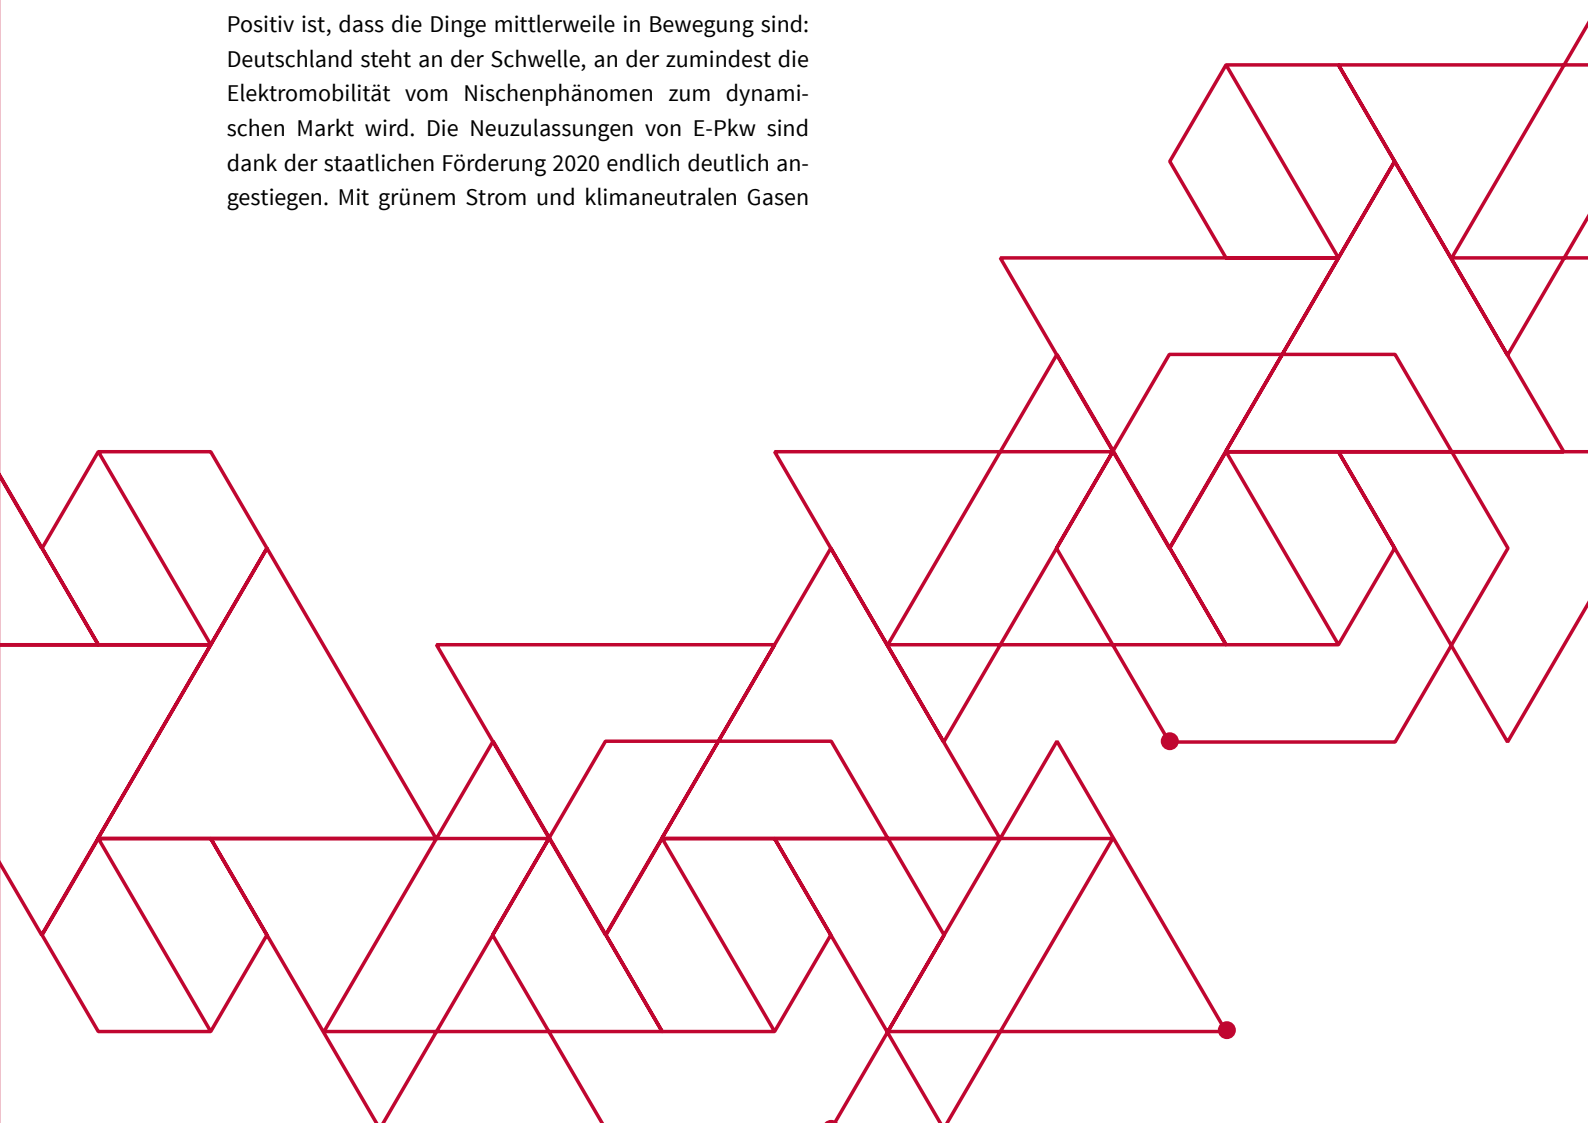 Positiv ist, dass die Dinge mittlerweile in Bewegung sind:
Deutschland steht an der Schwelle, an der zumindest die
Elektromobilität vom Nischenphänomen zum dynami-
schen Markt wird. Die Neuzulassungen von E-Pkw sind
dank der staatlichen Förderung 2020 endlich deutlich an-
gestiegen. Mit grünem Strom und klimaneutralen Gasen